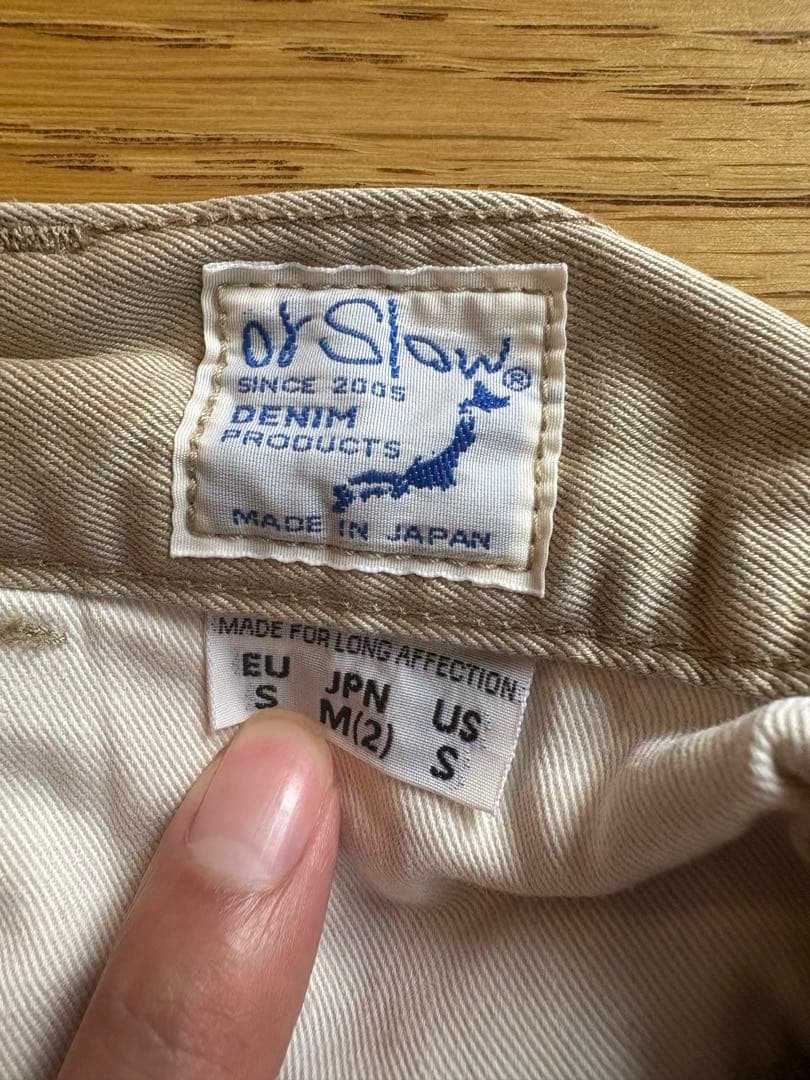 orSlow®
SINCE 2005
DENIM
PRODUCTS
MADE IN JAPAN
MADE FOR LONG AFFECTION
EU JPN US
S M(2) S